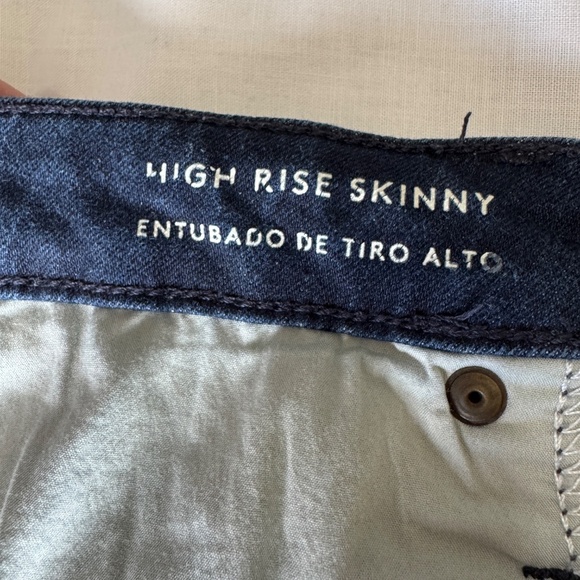 HIGH RISE SKINNY
ENTUBADO DE TIRO ALTO